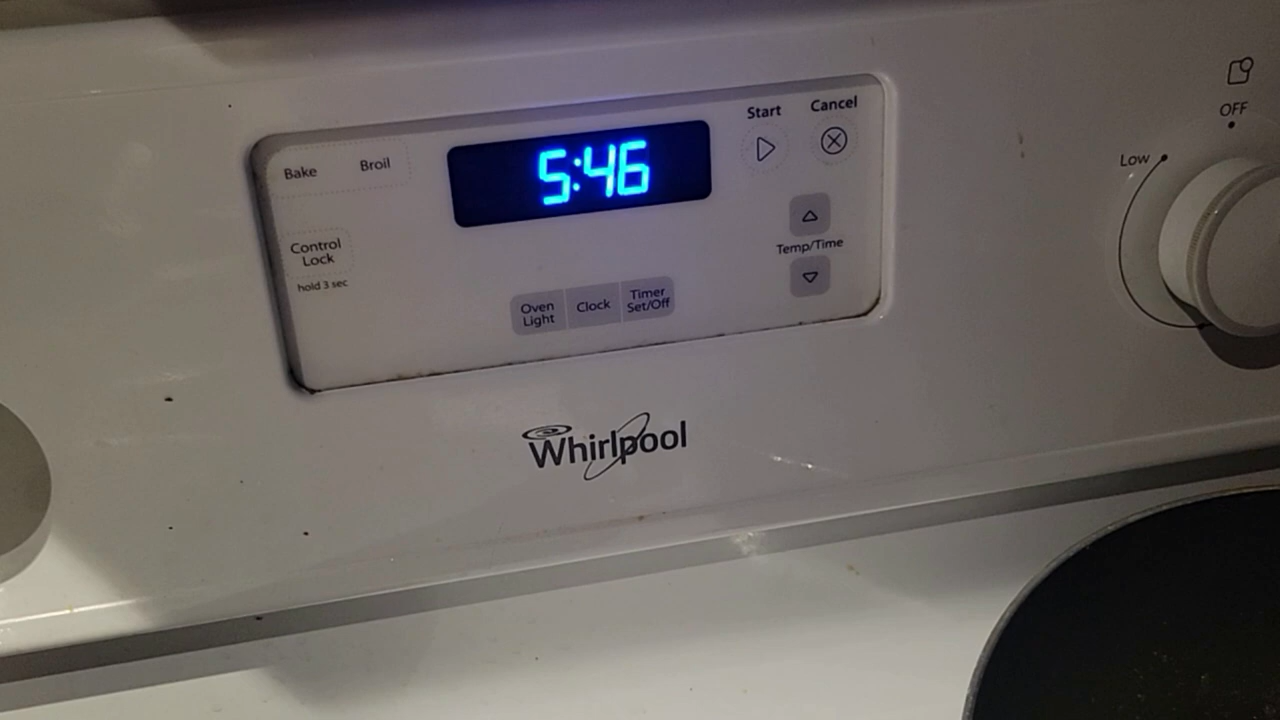 Bake
Broil
5:46
Start
Cancel
Control
Lock
hold 3 sec
Temp/Time
Oven
Light
Clock
Timer
Set/Off
Whirlpool
OFF
Low